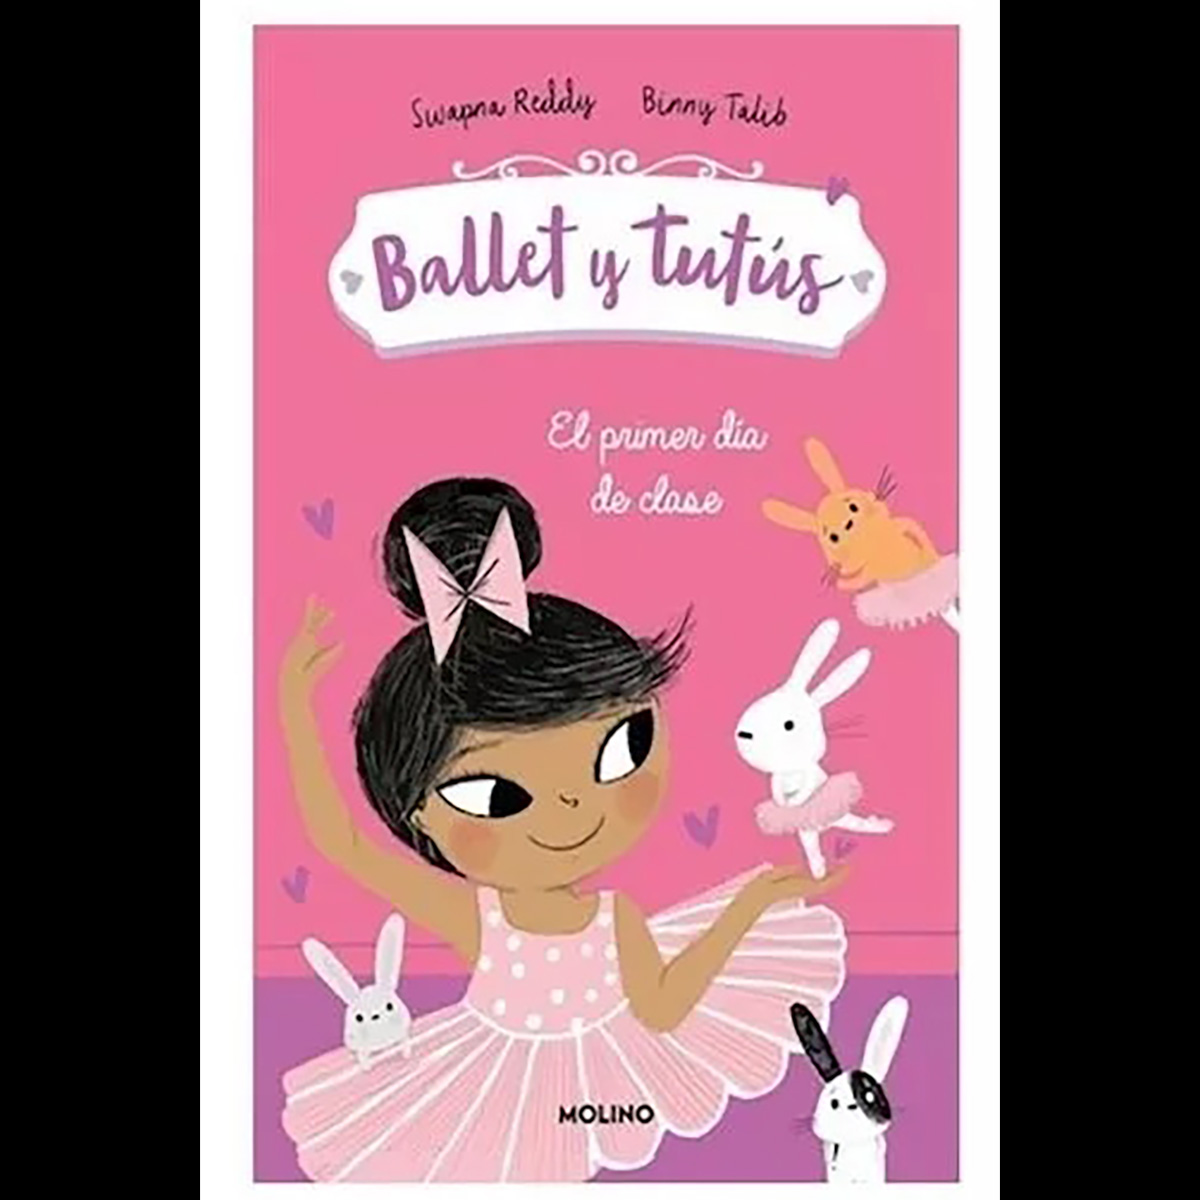 Swapna Reddy Binny Talib
Ballet y tutús
El primer día
de clase
MOLINO